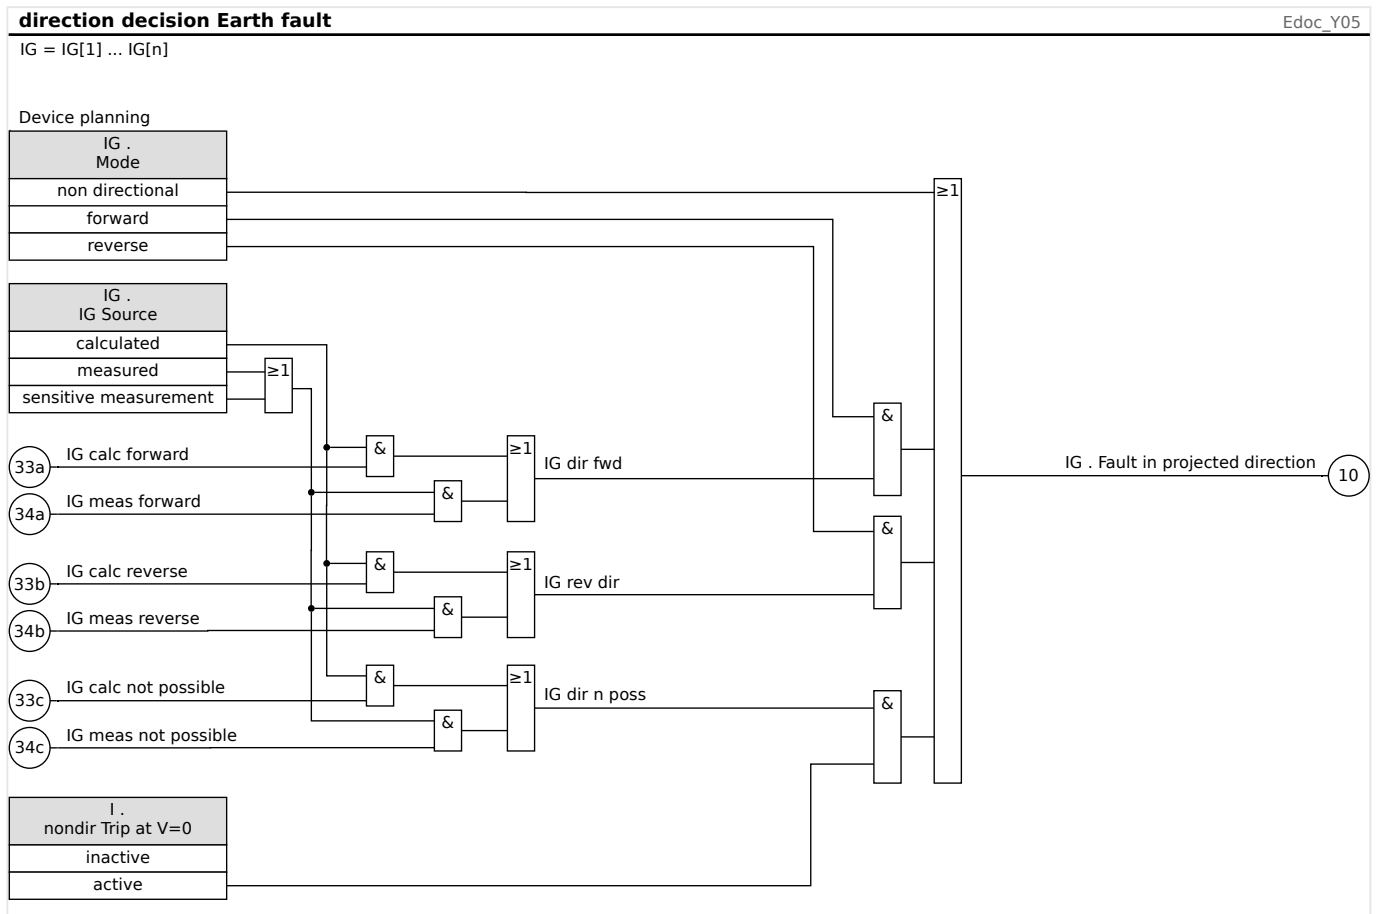 direction decision Earth fault
Edoc_Y05
IG = IG[1] ... IG[n]
Device planning
IG .
Mode
non directional
forward
reverse
≥1
IG .
IG Source
calculated
measured
sensitive measurement
≥1
&
33a
IG calc forward
&
≥1
IG dir fwd
IG . Fault in projected direction
10
34a
IG meas forward
&
&
33b
IG calc reverse
&
≥1
IG rev dir
34b
IG meas reverse
&
33c
IG calc not possible
&
≥1
IG dir n poss
&
34c
IG meas not possible
&
I .
nondir Trip at V=0
inactive
active